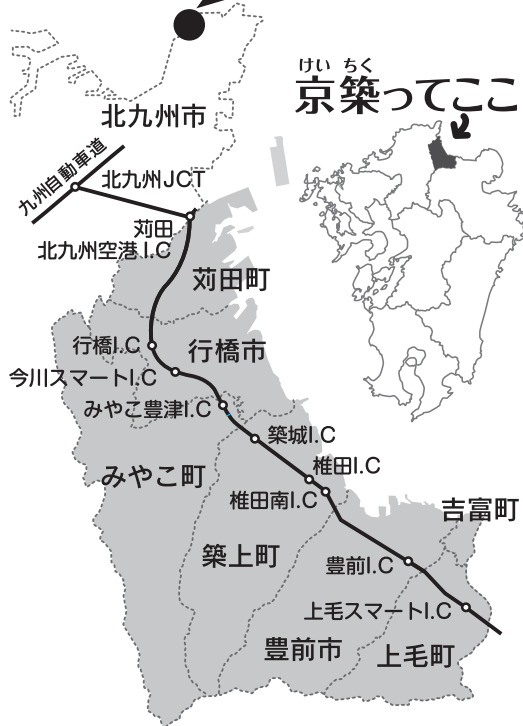 けい ちく
京築ってここ
北九州市
九州自動車道
北九州JCT
苅田
北九州空港I.C
苅田町
行橋I.C
行橋市
今川スマートI.C
みやこ豊津I.C
築城I.C
椎田I.C
みやこ町
椎田南I.C
吉富町
築上町
豊前I.C
上毛スマートI.C
豊前市
上毛町